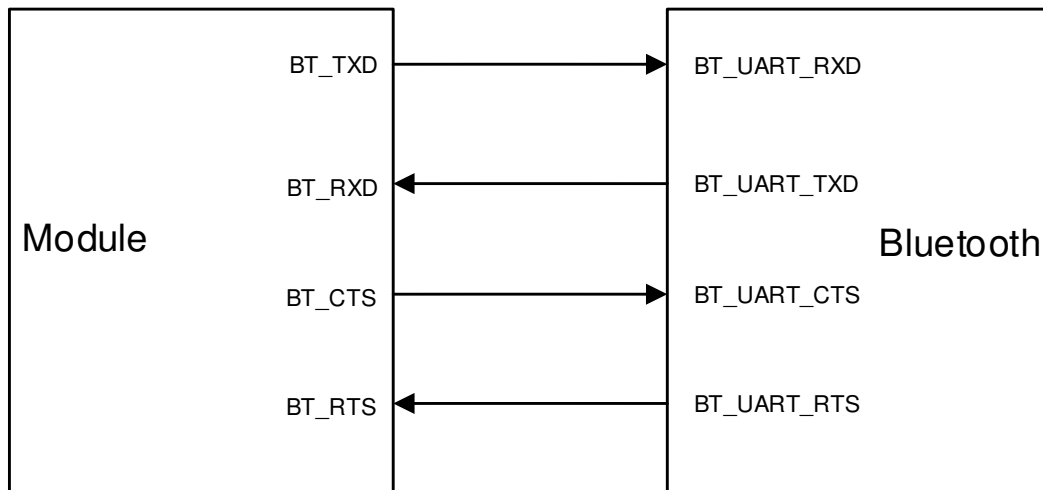 BT_TXD
BT_UART_RXD
BT_RXD
BT_UART_TXD
Module
Bluetooth
BT_CTS
BT_UART_CTS
BT_RTS
BT_UART_RTS